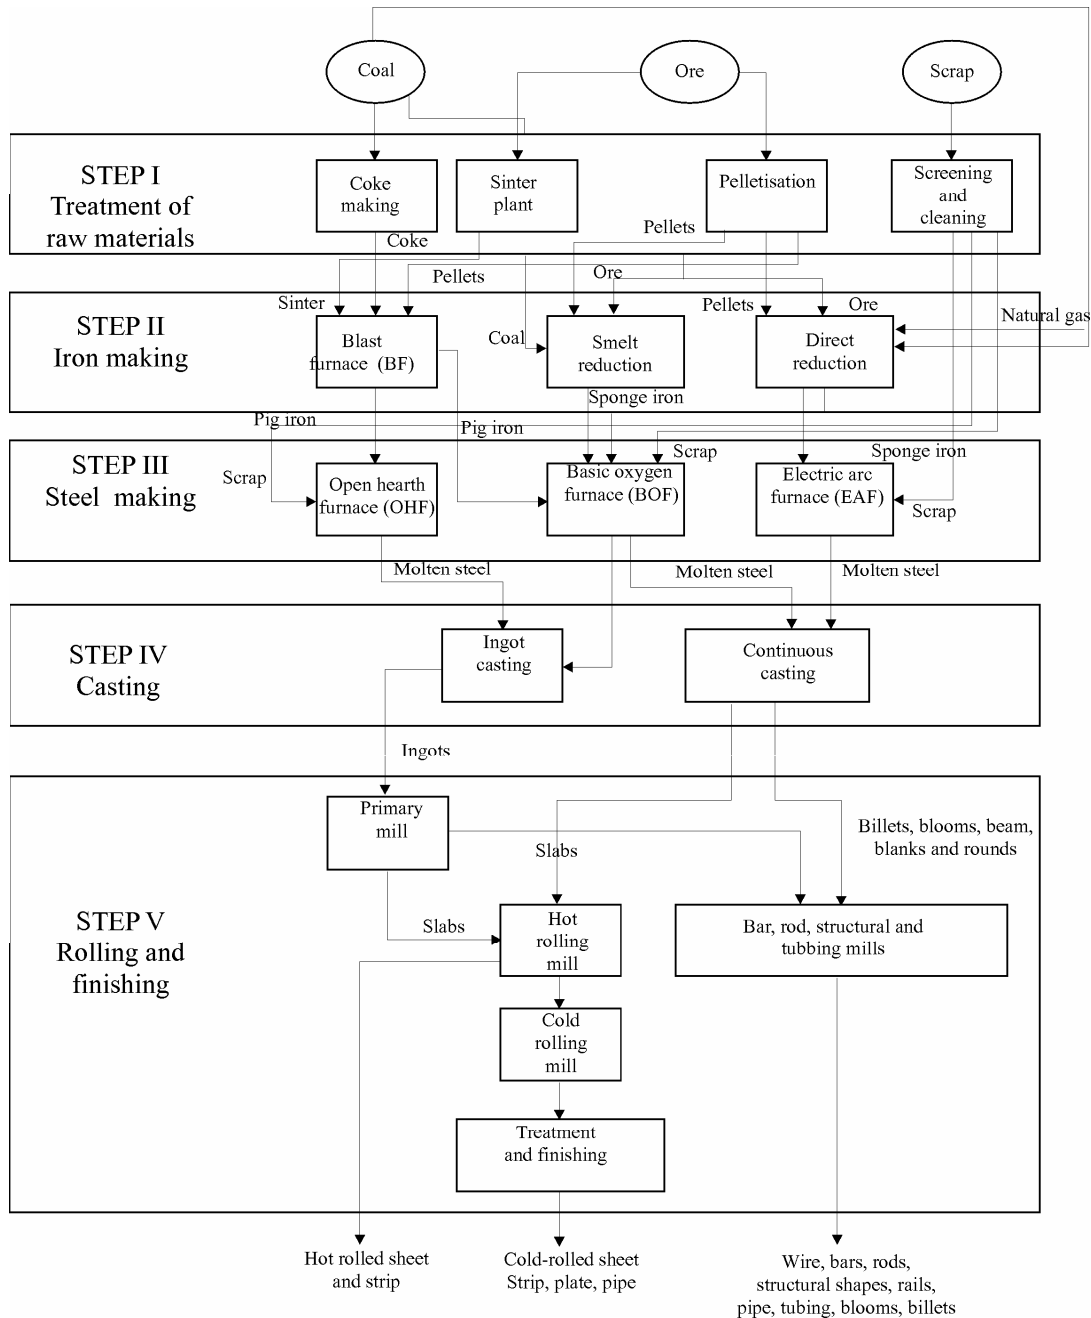 Coal
Ore
Scrap
STEP I
Treatment of
raw materials
Coke
making
Sinter
plant
Pelletisation
Screening
and
cleaning
Coke
Pellets
Pellets
Ore
Sinter
Pellets
Ore
Natural gas
STEP II
Iron making
Blast
furnace (BF)
Coal
Smelt
reduction
Direct
reduction
Sponge iron
Pig iron
Pig iron
Scrap
Sponge iron
STEP III
Steel making
Scrap
Open hearth
furnace (OHF)
Basic oxygen
furnace (BOF)
Electric arc
furnace (EAF)
Scrap
Molten steel
Molten steel
Molten steel
STEP IV
Casting
Ingot
casting
Continuous
casting
Ingots
Primary
mill
Slabs
Billets, blooms, beam,
blanks and rounds
STEP V
Rolling and
finishing
Slabs
Hot
rolling
mill
Bar, rod, structural and
tubbing mills
Cold
rolling
mill
Treatment
and finishing
Hot rolled sheet
and strip
Cold-rolled sheet
Strip, plate, pipe
Wire, bars, rods,
structural shapes, rails,
pipe, tubing, blooms, billets